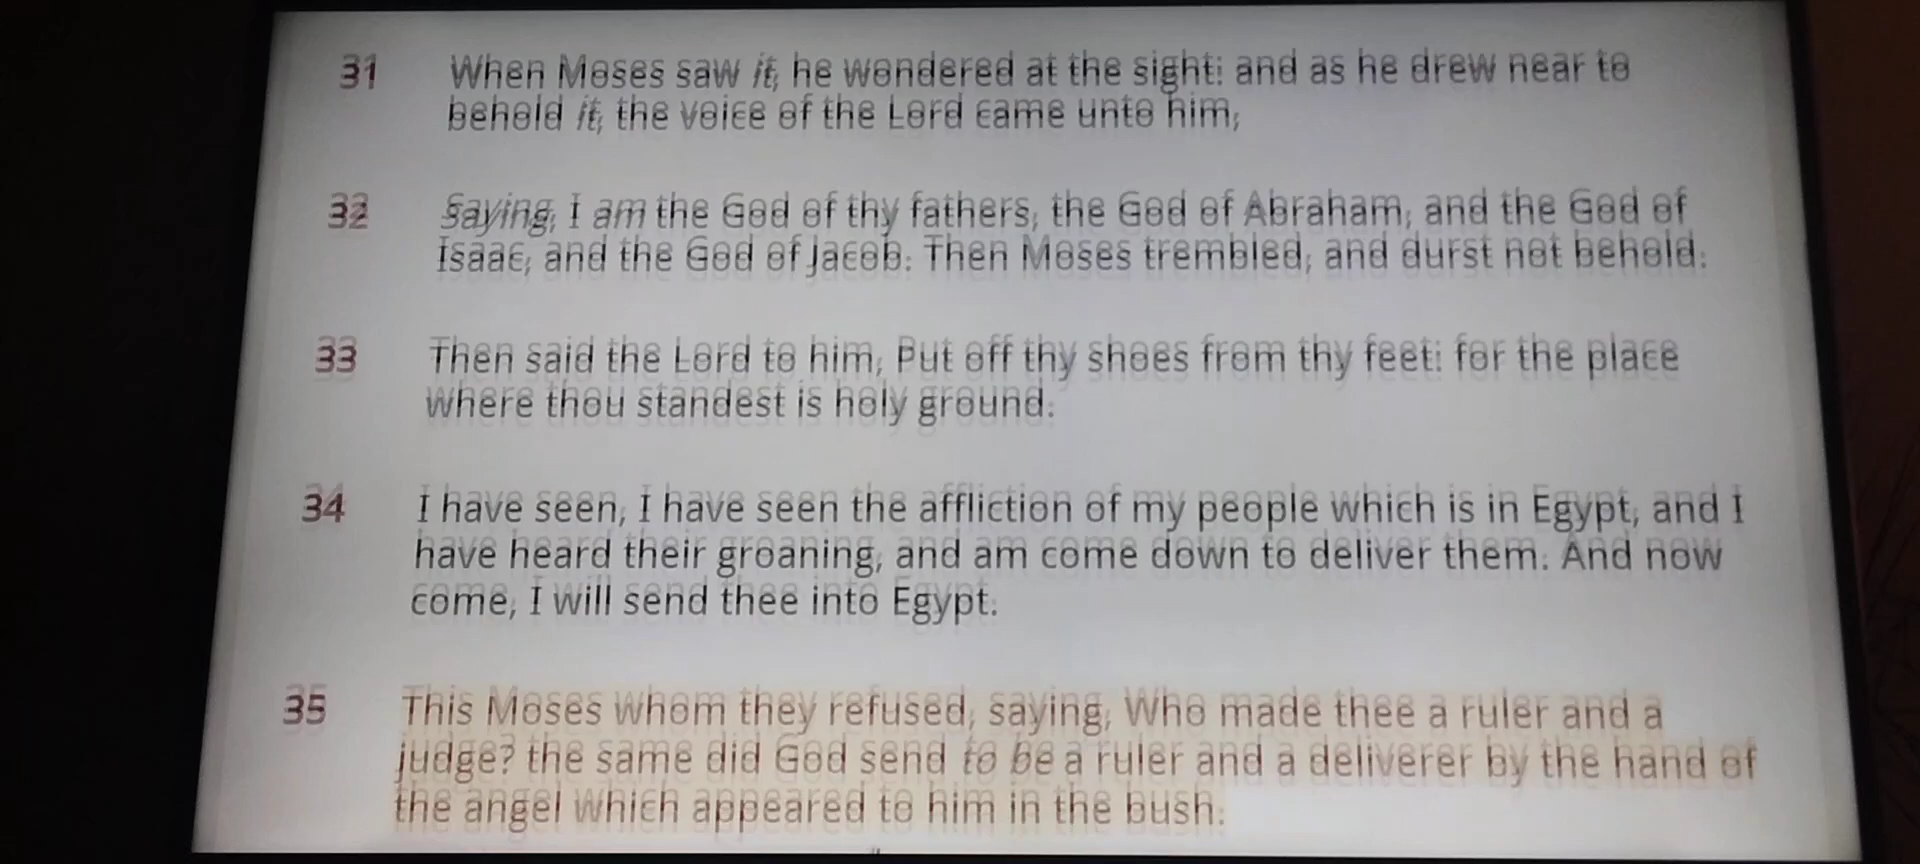 31 When Moses saw it, he wondered at the sight: and as he drew near to
behold it, the voice of the Lord came unto him,
32 Saying, I am the God of thy fathers, the God of Abraham, and the God of
Isaac, and the God of Jacob. Then Moses trembled, and durst not behold.
33 Then said the Lord to him, Put off thy shoes from thy feet: for the place
where thou standest is holy ground.
34 I have seen, I have seen the affliction of my people which is in Egypt, and I
have heard their groaning, and am come down to deliver them. And now
come, I will send thee into Egypt.
35 This Moses whom they refused, saying, Who made thee a ruler and a
judge? the same did God send to be a ruler and a deliverer by the hand of
the angel which appeared to him in the bush.